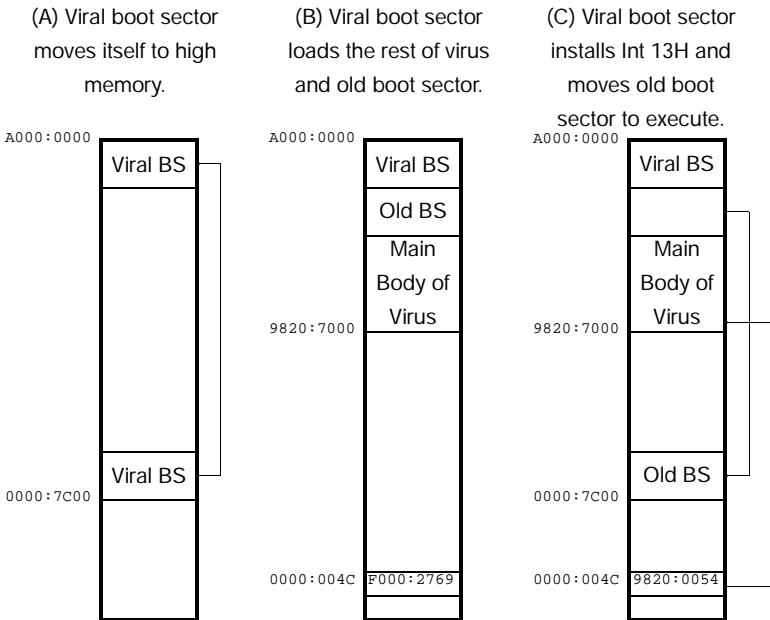 (A) Viral boot sector
moves itself to high
memory.
A000:0000
Viral BS
Viral BS
0000:7C00
(B) Viral boot sector
loads the rest of virus
and old boot sector.
A000:0000
Viral BS
Old BS
Main
Body of
Virus
9820:7000
0000:004C
F000:2769
(C) Viral boot sector
installs Int 13H and
moves old boot
sector to execute.
A000:0000
Viral BS
Main
Body of
Virus
9820:7000
Old BS
0000:7C00
0000:004C
9820:0054